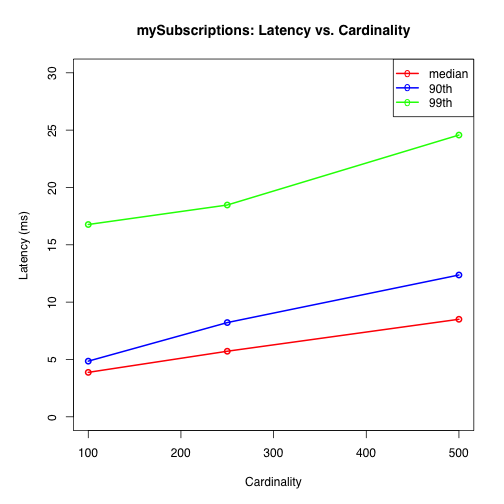 mySubscriptions: Latency vs. Cardinality
median
90th
99th
30
25
20
15
10
5
0
Latency (ms)
100 200 300 400 500
Cardinality